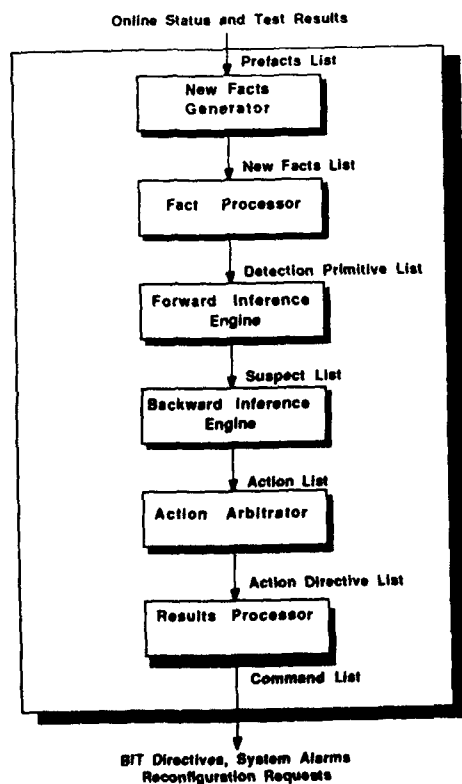 Online Status and Test Results
Prefacts List
New Facts
Generator
New Facts List
Fact Processor
Detection Primitive List
Forward Inference
Engine
Suspect List
Backward Inference
Engine
Action List
Action Arbitrator
Action Directive List
Results Processor
Command List
BIT Directives, System Alarms
Reconfiguration Requests